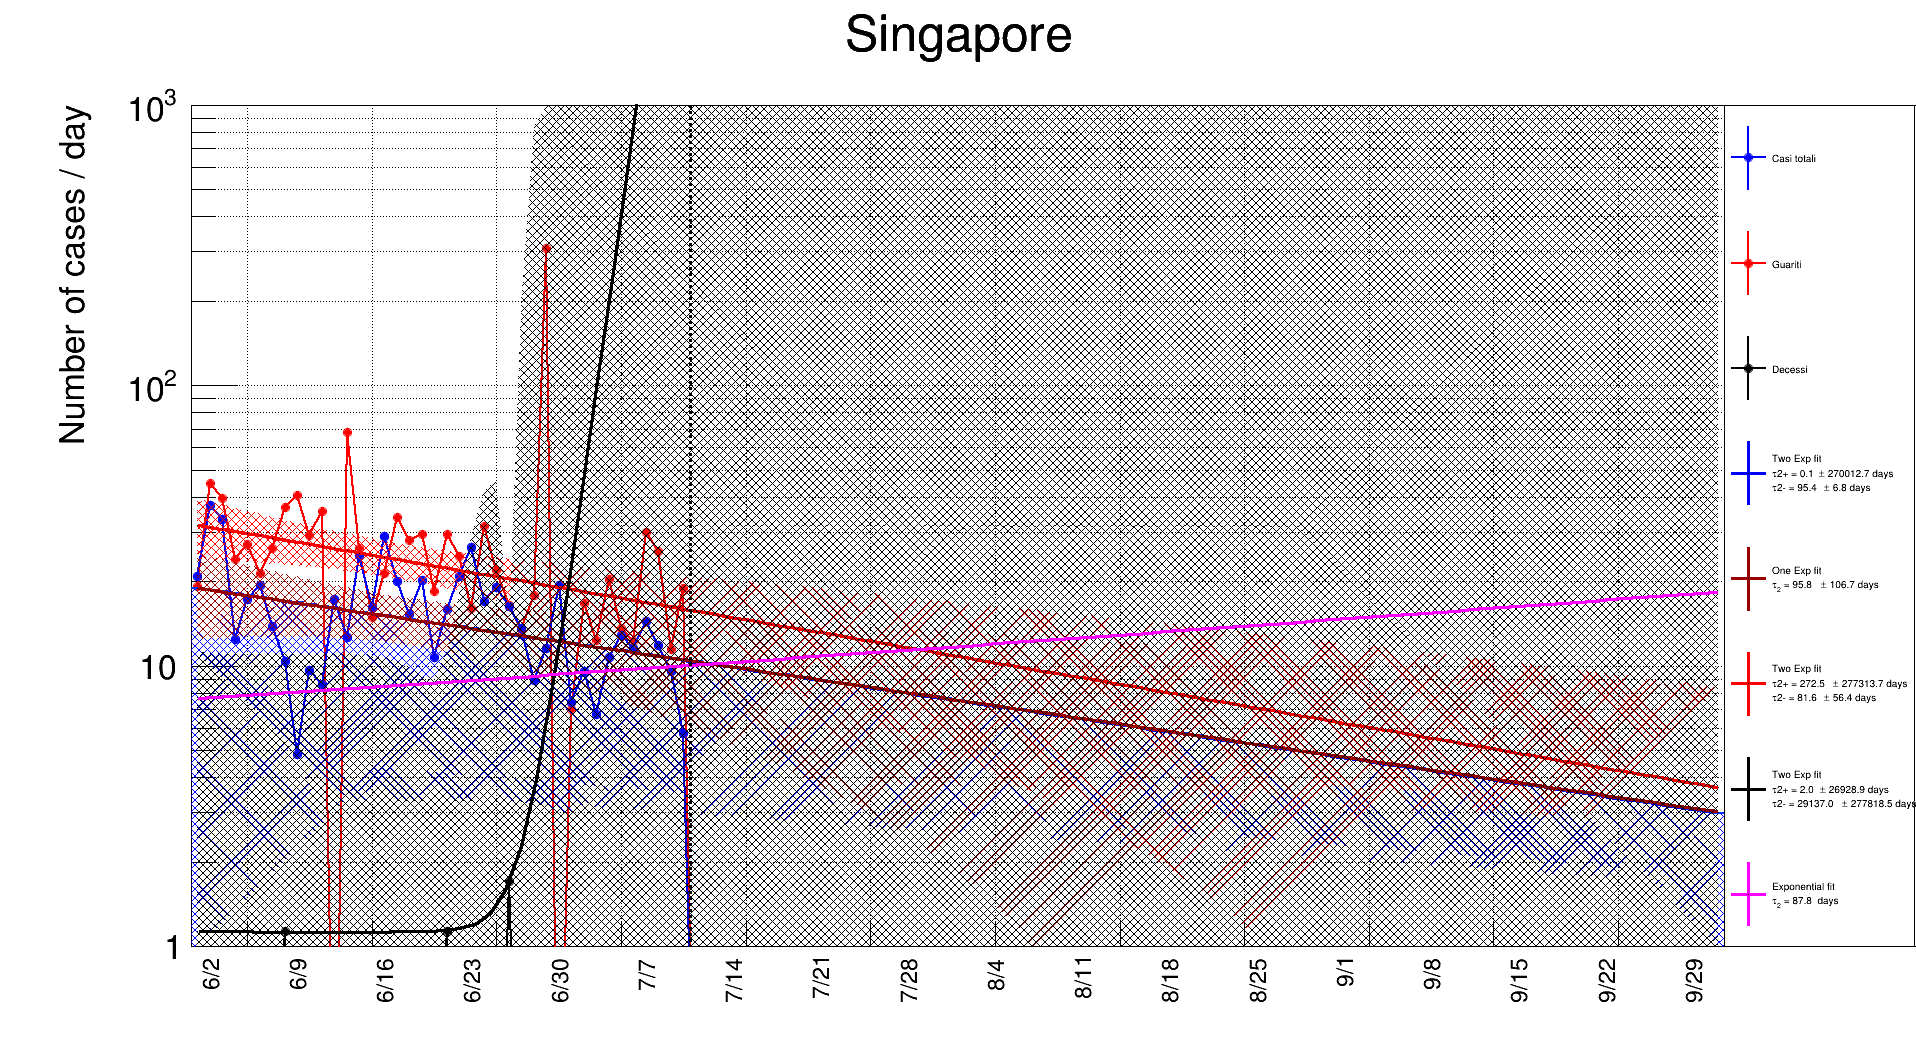 Singapore
Number of cases / day
10³
10²
10
1
6/2
6/9
6/16
6/23
6/30
7/7
7/14
7/21
7/28
8/4
8/11
8/18
8/25
9/1
9/8
9/15
9/22
9/29
Casi totali
Guariti
Decessi
Two Exp fit
τ2+ = 0.1 ± 270012.7 days
τ2- = 95.4 ± 6.8 days
One Exp fit
τ₂ = 95.8 ± 106.7 days
Two Exp fit
τ2+ = 272.5 ± 277313.7 days
τ2- = 81.6 ± 56.4 days
Two Exp fit
τ2+ = 2.0 ± 26928.9 days
τ2- = 29137.0 ± 277818.5 days
Exponential fit
τ₂ = 87.8 days